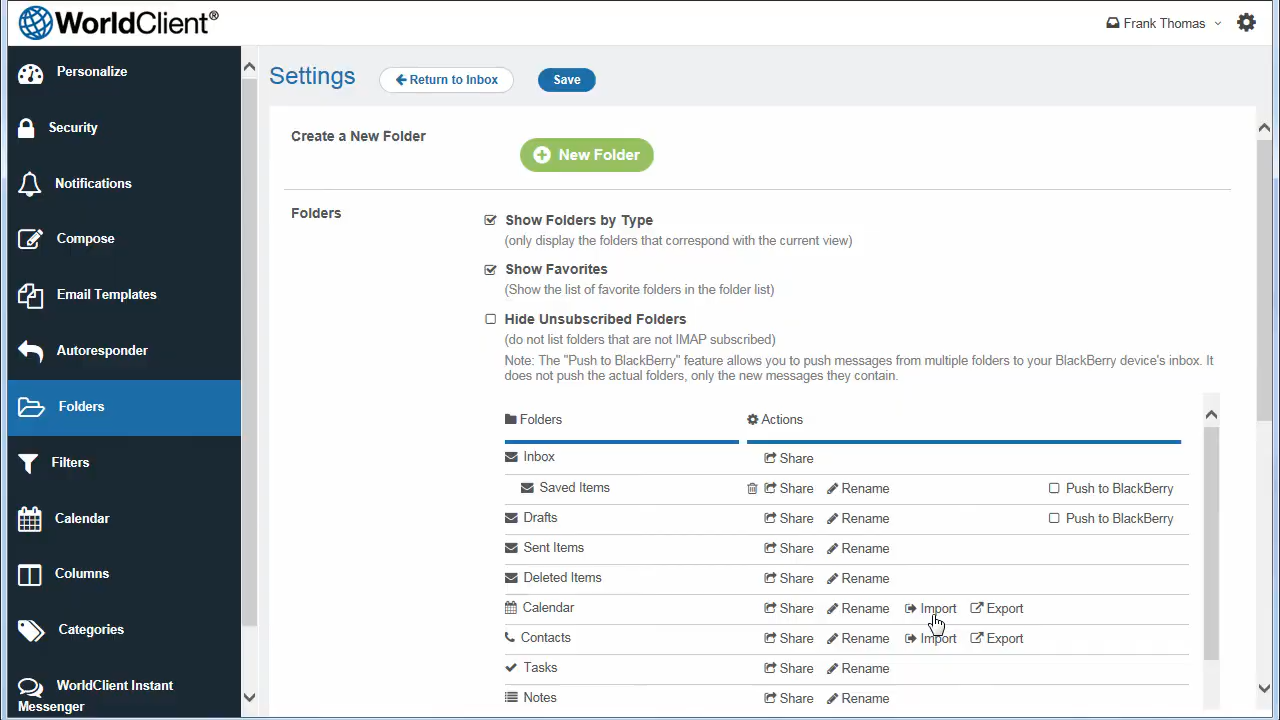 WorldClient®
Frank Thomas
Personalize
Security
Notifications
Compose
Email Templates
Autoresponder
Folders
Filters
Calendar
Columns
Categories
WorldClient Instant
Messenger
Settings
Return to Inbox
Save
Create a New Folder
New Folder
Folders
Show Folders by Type
(only display the folders that correspond with the current view)
Show Favorites
(Show the list of favorite folders in the folder list)
Hide Unsubscribed Folders
(do not list folders that are not IMAP subscribed)
Note: The "Push to BlackBerry" feature allows you to push messages from multiple folders to your BlackBerry device's inbox. It
does not push the actual folders, only the new messages they contain.
Folders Actions
Inbox Share
Saved Items Share Rename Push to BlackBerry
Drafts Share Rename Push to BlackBerry
Sent Items Share Rename
Deleted Items Share Rename
Calendar Share Rename Import Export
Contacts Share Rename Import Export
Tasks Share Rename
Notes Share Rename